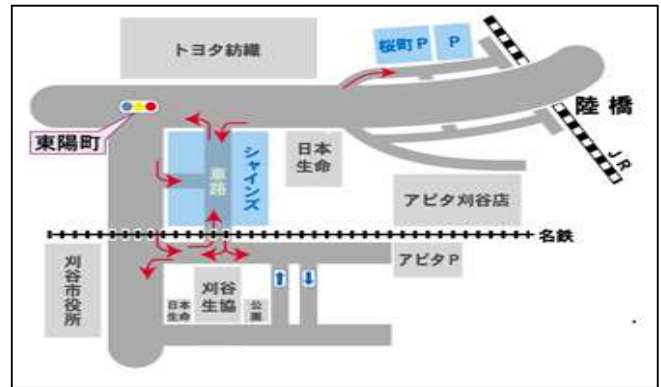 トヨタ紡織
桜町 P
P
陸橋
東陽町
JR
シャインズ
車路
日本
生命
アピタ刈谷店
名鉄
刈谷市役所
日本
生命
刈谷
生協
公園
アピタP